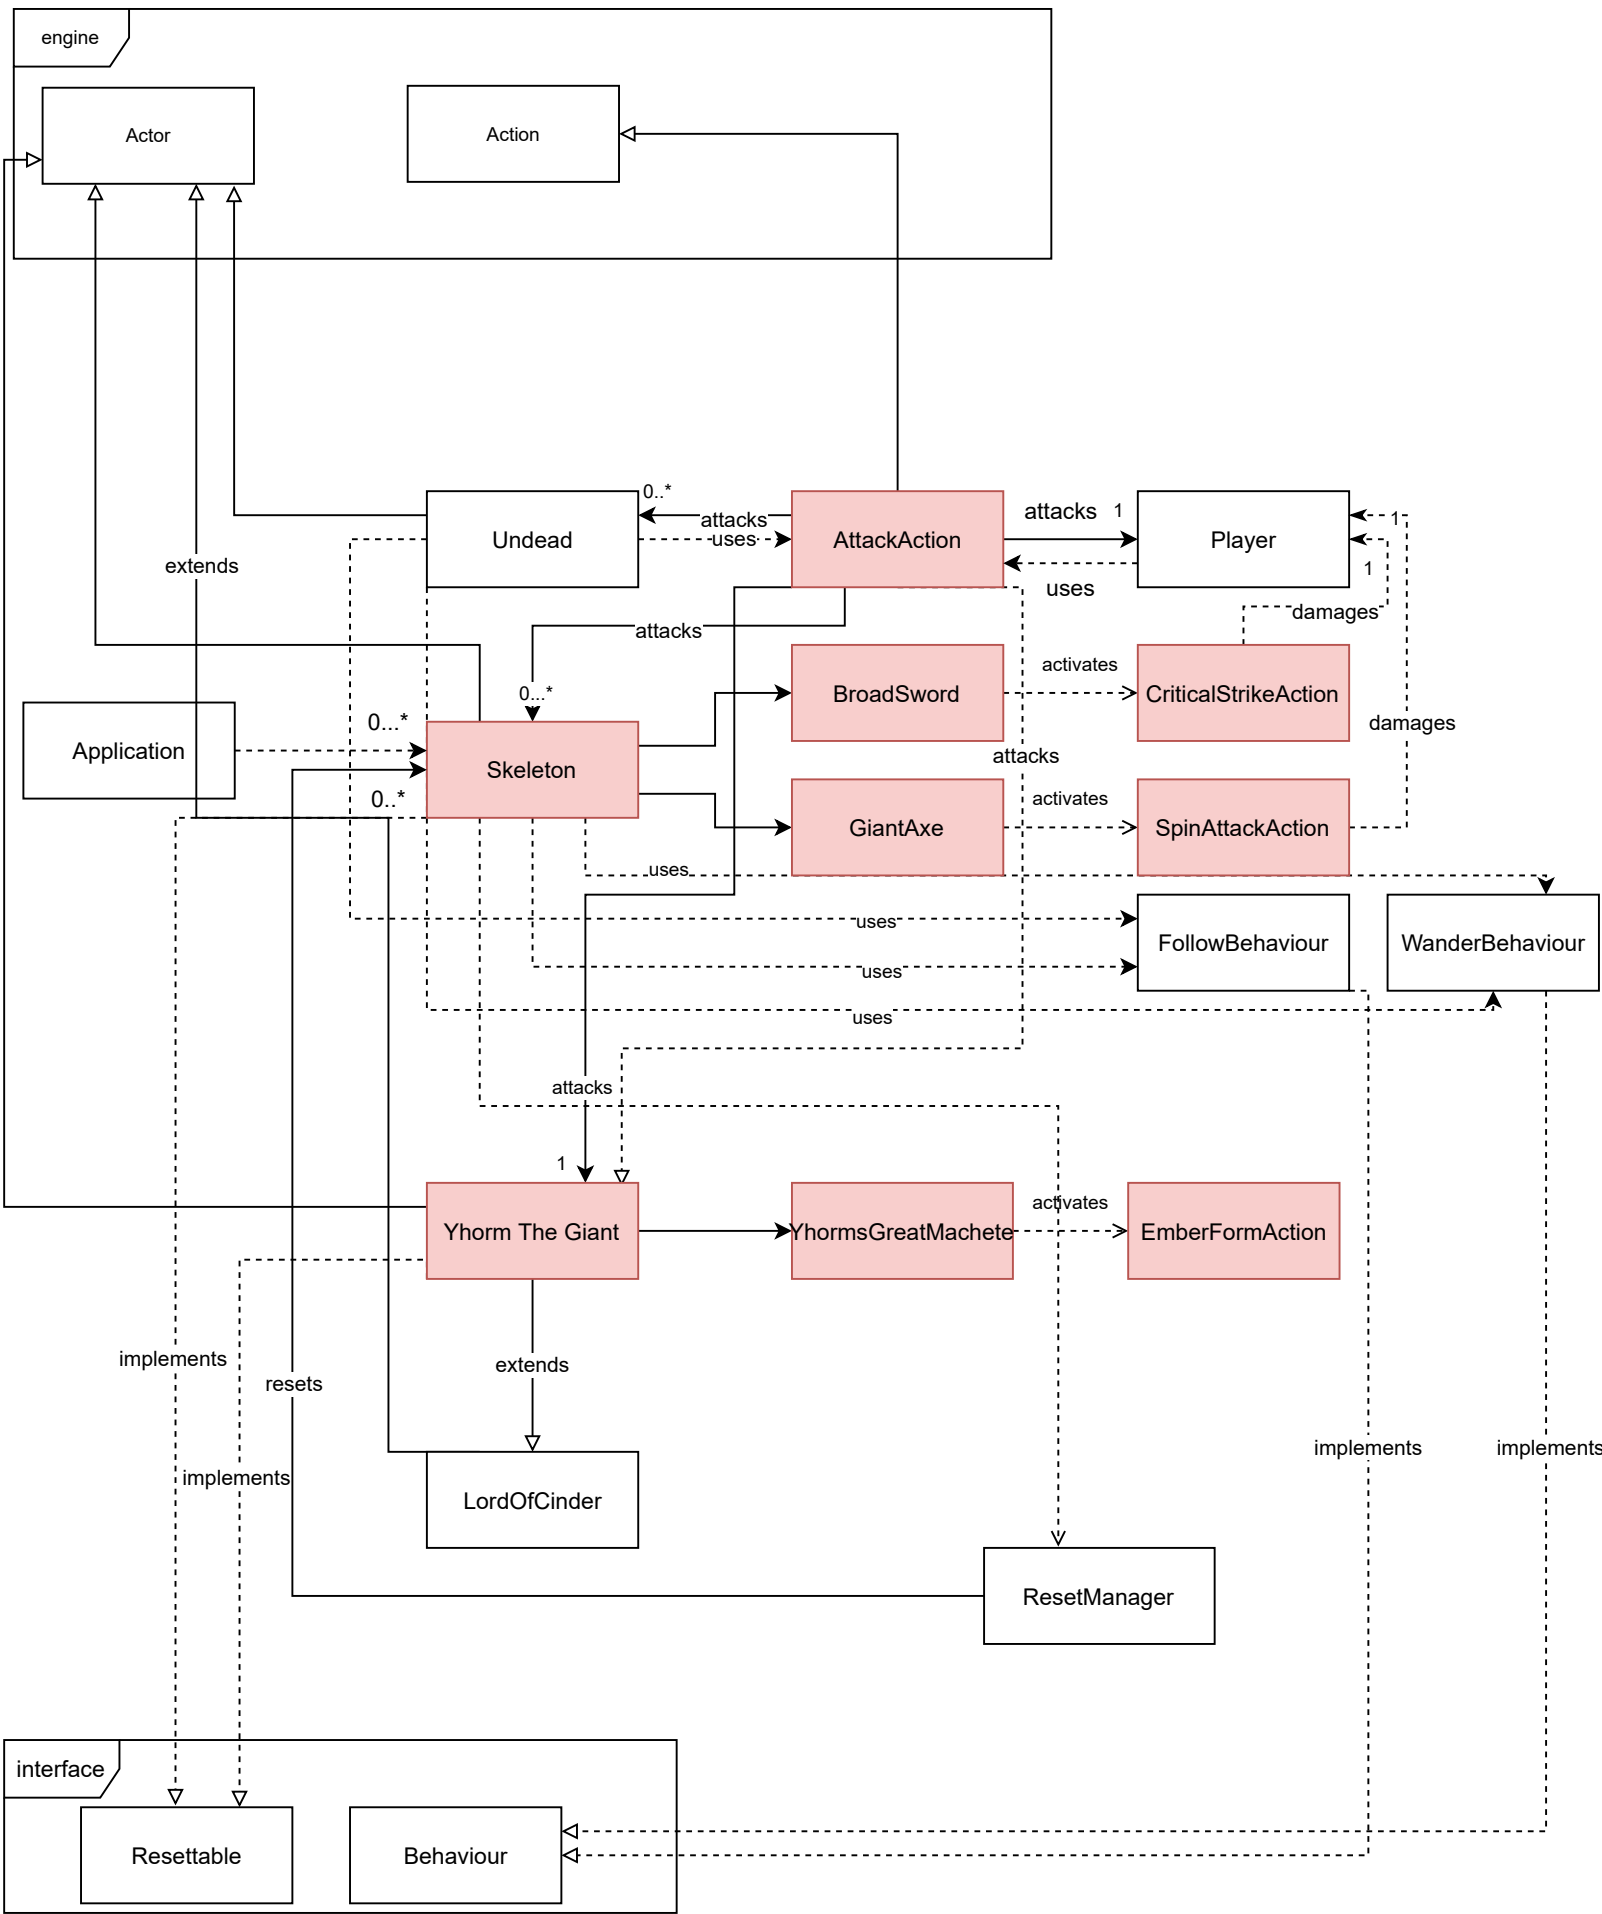 engine
Actor
Action
0..*
attacks
uses
Undead
AttackAction
attacks
1
Player
1
1
uses
extends
damages
attacks
0...*
BroadSword
activates
CriticalStrikeAction
damages
Application
0...*
Skeleton
attacks
0..*
GiantAxe
activates
SpinAttackAction
uses
uses
FollowBehaviour
WanderBehaviour
uses
uses
attacks
1
Yhorm The Giant
YhormsGreatMachete
activates
EmberFormAction
implements
extends
resets
implements
implements
implements
LordOfCinder
ResetManager
interface
Resettable
Behaviour